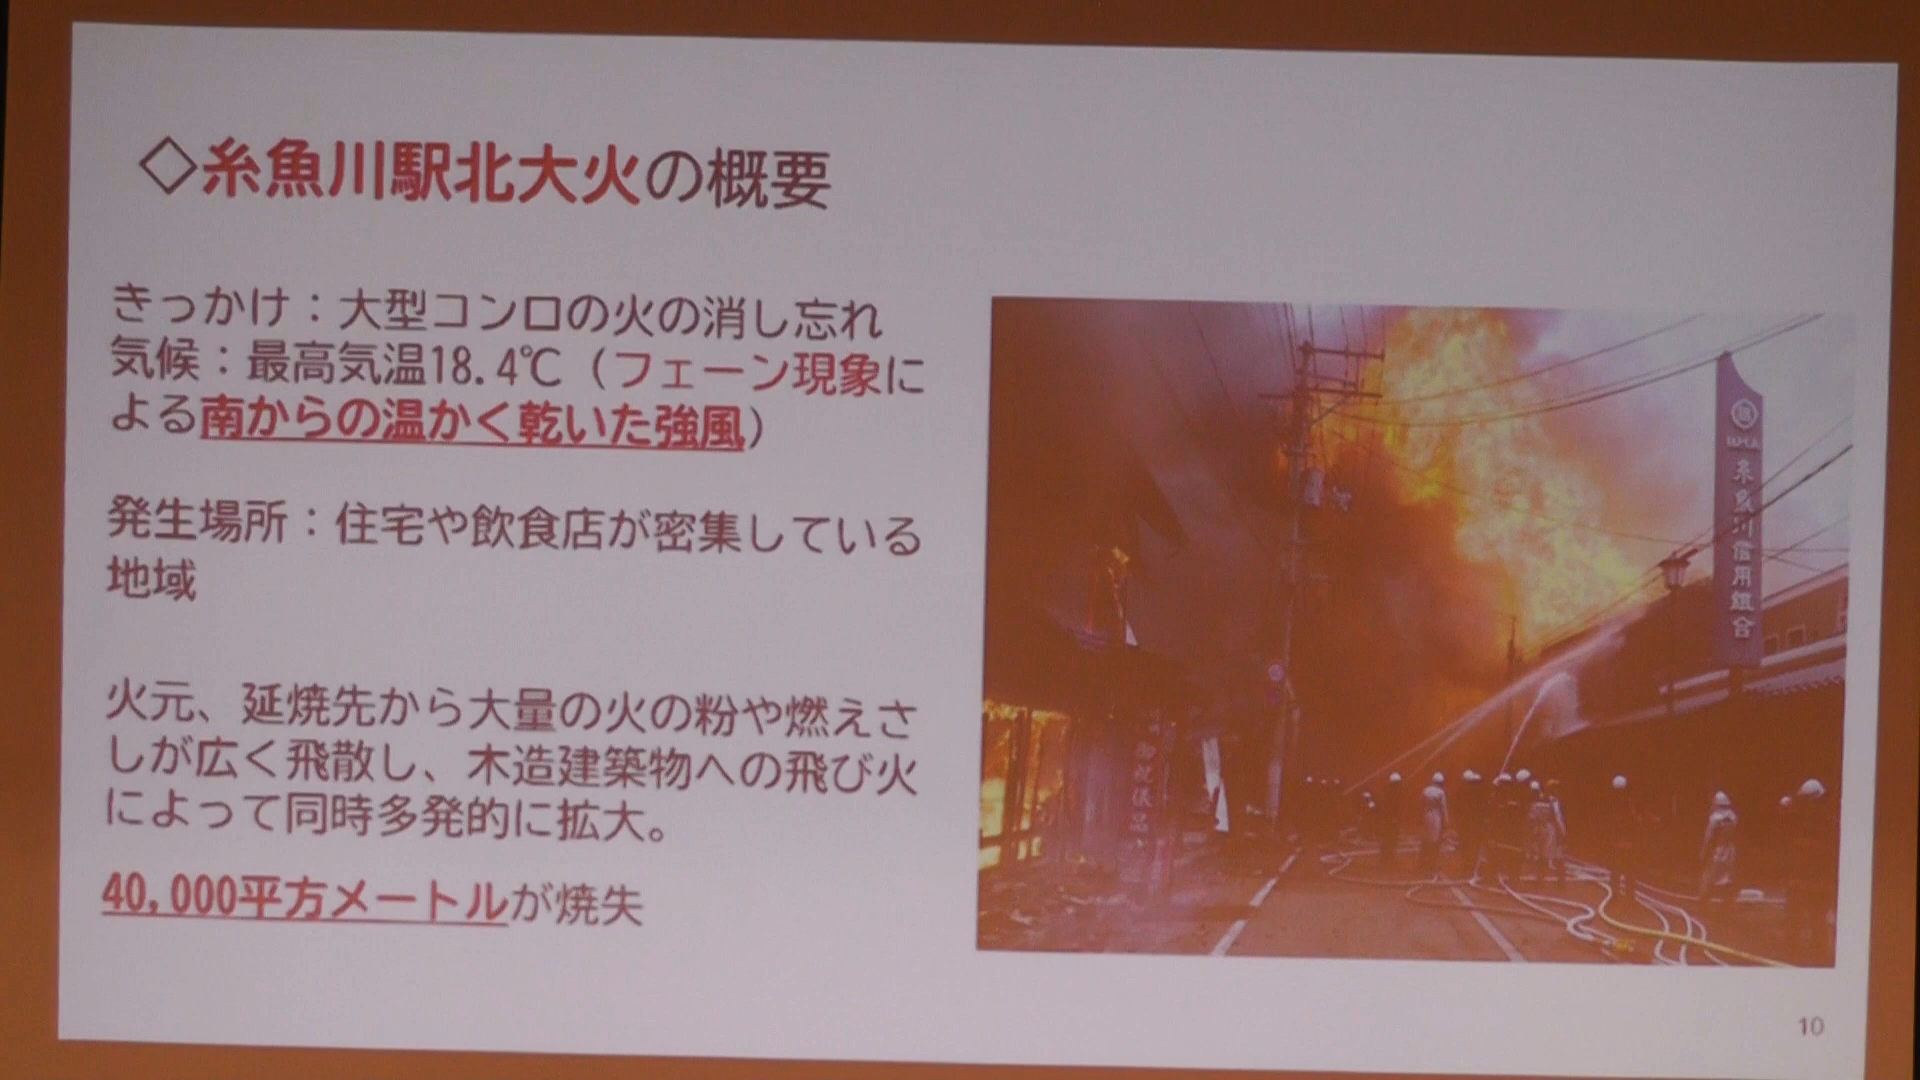 ◇糸魚川駅北大火の概要
きっかけ：大型コンロの火の消し忘れ
気候：最高気温18.4℃（フェーン現象に
よる南からの温かく乾いた強風）
発生場所：住宅や飲食店が密集している
地域
火元、延焼先から大量の火の粉や燃えさ
しが広く飛散し、木造建築物への飛び火
によって同時多発的に拡大。
40,000平方メートルが焼失
糸魚川信用組合
10